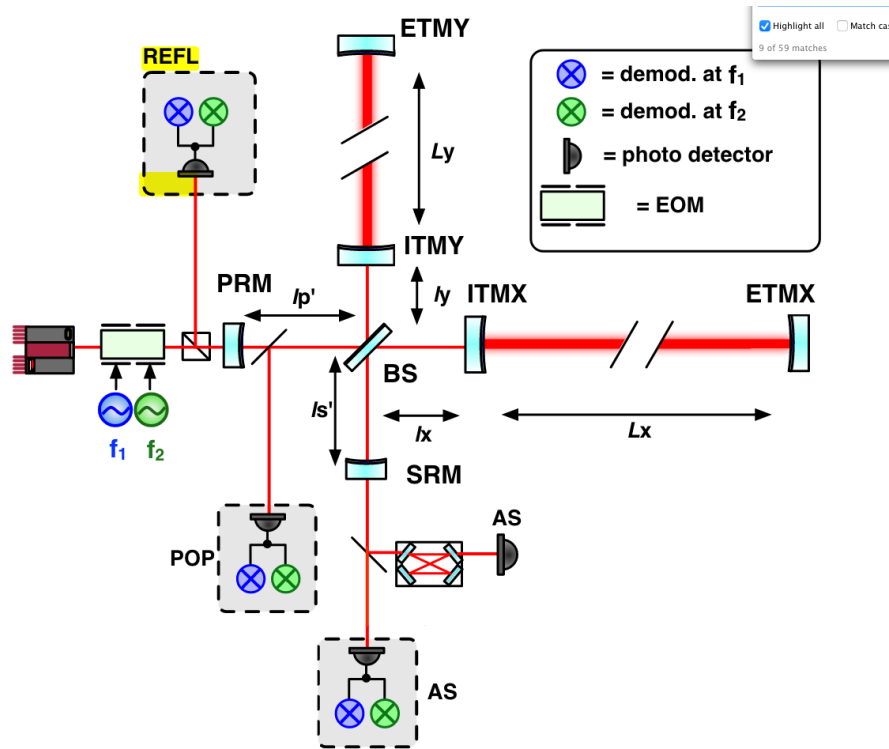 Highlight all
Match cas
9 of 59 matches
ETMY
REFL
= demod. at f1
= demod. at f2
= photo detector
= EOM
Ly
ITMY
PRM
lp'
ly
ITMX
ETMX
BS
ls'
lx
Lx
f1
f2
SRM
AS
POP
AS